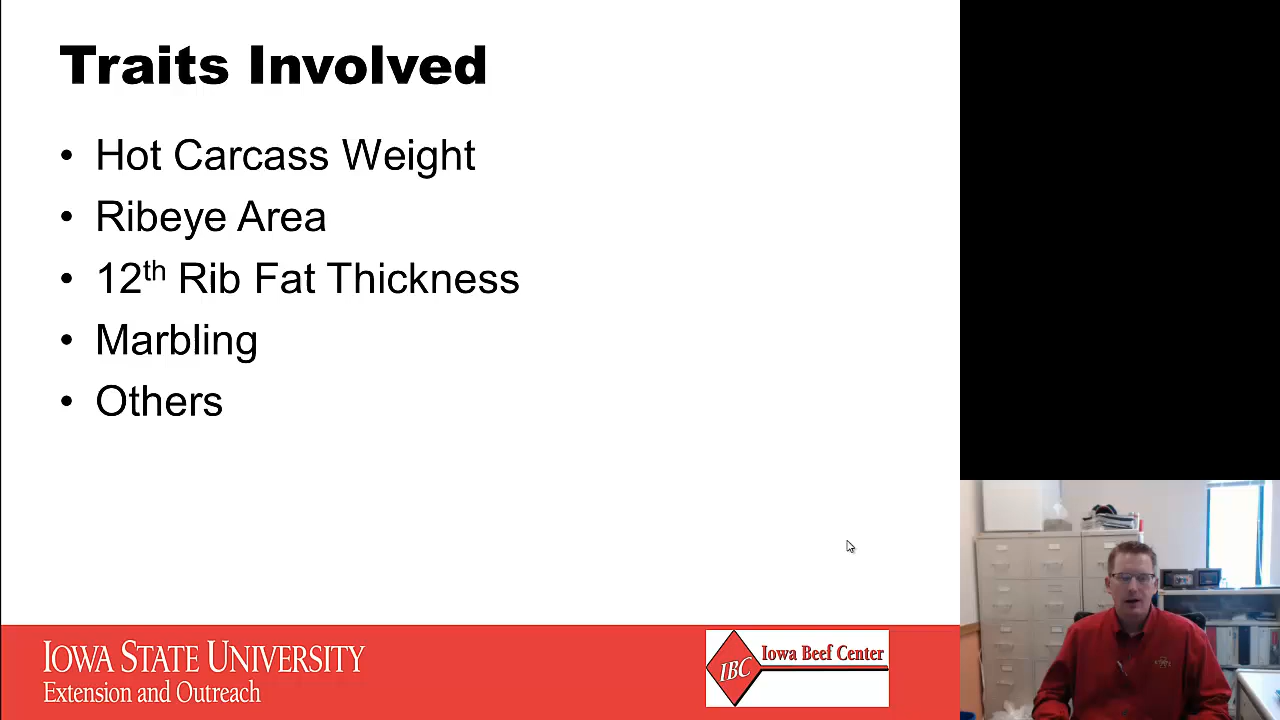 Traits Involved
• Hot Carcass Weight
• Ribeye Area
• 12th Rib Fat Thickness
• Marbling
• Others
IOWA STATE UNIVERSITY
Extension and Outreach
IBC
Iowa Beef Center